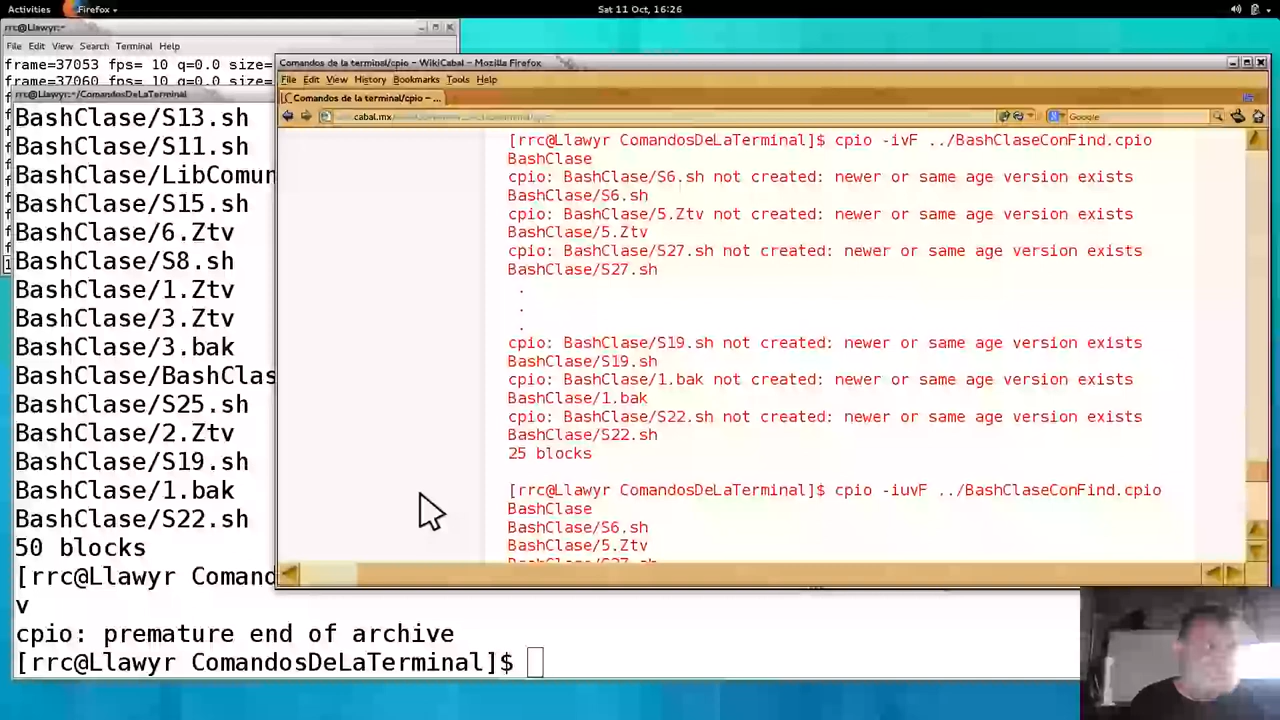 Activities
Firefox
Sat 11 Oct, 16:26
rrc@Llawyr:~
File Edit View Search Terminal Help
frame=37053 fps= 10 q=0.0 size=
frame=37060 fps= 10 q=0.0 size=
rrc@Llawyr:~/ComandosDeLaTerminal
BashClase/S13.sh
BashClase/S11.sh
BashClase/LibComun
BashClase/S15.sh
BashClase/6.Ztv
BashClase/S8.sh
BashClase/1.Ztv
BashClase/3.Ztv
BashClase/3.bak
BashClase/BashClas
BashClase/S25.sh
BashClase/2.Ztv
BashClase/S19.sh
BashClase/1.bak
BashClase/S22.sh
50 blocks
[rrc@Llawyr Comand
v
cpio: premature end of archive
[rrc@Llawyr ComandosDeLaTerminal]$
Comandos de la terminal/cpio – WikiCabal – Mozilla Firefox
File Edit View History Bookmarks Tools Help
Comandos de la terminal/cpio – ...
cabal.mx
Google
[rrc@Llawyr ComandosDeLaTerminal]$ cpio -ivF ../BashClaseConFind.cpio
BashClase
cpio: BashClase/S6.sh not created: newer or same age version exists
BashClase/S6.sh
cpio: BashClase/5.Ztv not created: newer or same age version exists
BashClase/5.Ztv
cpio: BashClase/S27.sh not created: newer or same age version exists
BashClase/S27.sh
.
.
.
cpio: BashClase/S19.sh not created: newer or same age version exists
BashClase/S19.sh
cpio: BashClase/1.bak not created: newer or same age version exists
BashClase/1.bak
cpio: BashClase/S22.sh not created: newer or same age version exists
BashClase/S22.sh
25 blocks
[rrc@Llawyr ComandosDeLaTerminal]$ cpio -iuvF ../BashClaseConFind.cpio
BashClase
BashClase/S6.sh
BashClase/5.Ztv
BashClase/S27.sh